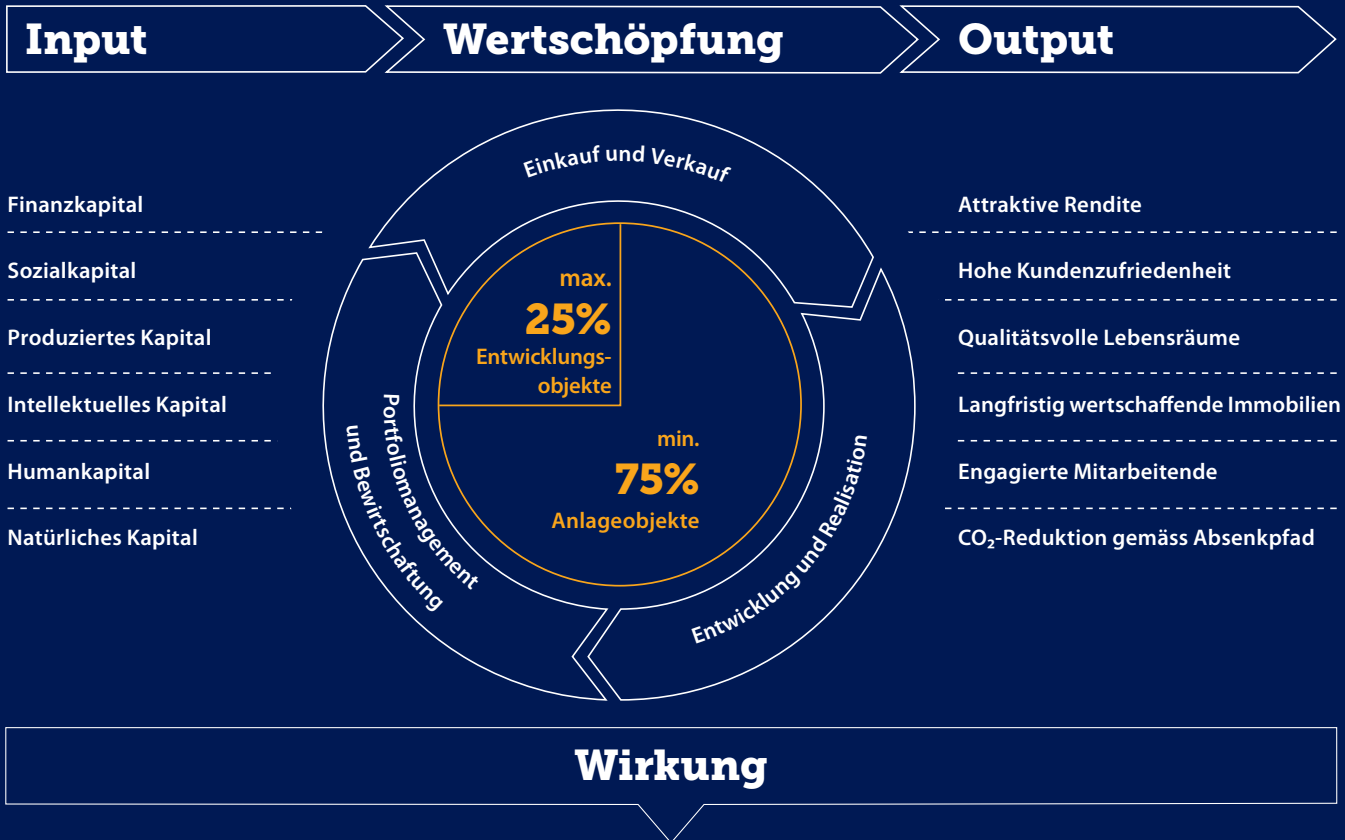 Input
Wertschöpfung
Output
Finanzkapital
Sozialkapital
Produziertes Kapital
Intellektuelles Kapital
Humankapital
Natürliches Kapital
Einkauf und Verkauf
Entwicklung und Realisation
Portfoliomanagement
und Bewirtschaftung
max.
25%
Entwicklungs-
objekte
min.
75%
Anlageobjekte
Attraktive Rendite
Hohe Kundenzufriedenheit
Qualitätsvolle Lebensräume
Langfristig wertschaffende Immobilien
Engagierte Mitarbeitende
CO₂-Reduktion gemäss Absenkpfad
Wirkung